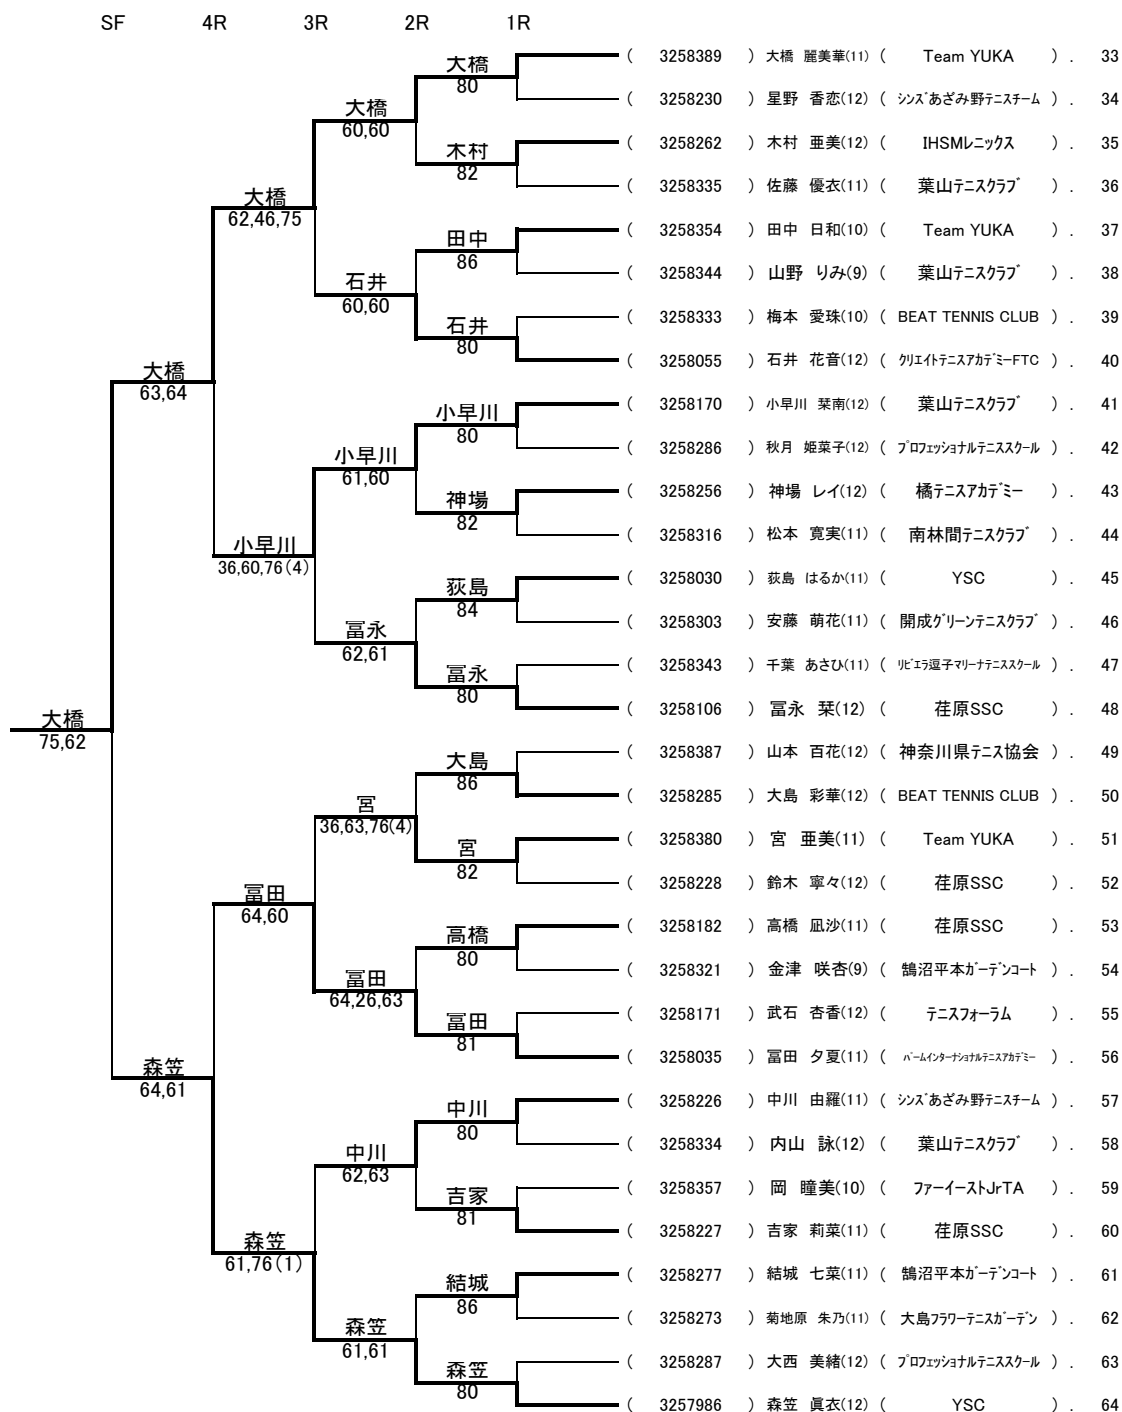 SF 4R 3R 2R 1R
( 3258389 ) 大橋 麗美華(11) ( Team YUKA ) . 33
大橋
80
( 3258230 ) 星野 香恋(12) ( シンズあざみ野テニスチーム ) . 34
大橋
60,60
( 3258262 ) 木村 亜美(12) ( IHSMレニックス ) . 35
木村
82
( 3258335 ) 佐藤 優衣(11) ( 葉山テニスクラブ ) . 36
大橋
62,46,75
( 3258354 ) 田中 日和(10) ( Team YUKA ) . 37
田中
86
( 3258344 ) 山野 りみ(9) ( 葉山テニスクラブ ) . 38
石井
60,60
( 3258333 ) 梅本 愛珠(10) ( BEAT TENNIS CLUB ) . 39
石井
80
( 3258055 ) 石井 花音(12) ( クリエイトテニスアカデミーFTC ) . 40
大橋
63,64
( 3258170 ) 小早川 栞南(12) ( 葉山テニスクラブ ) . 41
小早川
80
( 3258286 ) 秋月 姫菜子(12) ( プロフェッショナルテニススクール ) . 42
小早川
61,60
( 3258256 ) 神場 レイ(12) ( 橘テニスアカデミー ) . 43
神場
82
( 3258316 ) 松本 寛実(11) ( 南林間テニスクラブ ) . 44
小早川
36,60,76(4)
( 3258030 ) 荻島 はるか(11) ( YSC ) . 45
荻島
84
( 3258303 ) 安藤 萌花(11) ( 開成グリーンテニスクラブ ) . 46
冨永
62,61
( 3258343 ) 千葉 あさひ(11) ( リビエラ逗子マリーナテニススクール ) . 47
冨永
80
( 3258106 ) 冨永 栞(12) ( 荏原SSC ) . 48
大橋
75,62
( 3258387 ) 山本 百花(12) ( 神奈川県テニス協会 ) . 49
大島
86
( 3258285 ) 大島 彩華(12) ( BEAT TENNIS CLUB ) . 50
宮
36,63,76(4)
( 3258380 ) 宮 亜美(11) ( Team YUKA ) . 51
宮
82
( 3258228 ) 鈴木 寧々(12) ( 荏原SSC ) . 52
冨田
64,60
( 3258182 ) 高橋 凪沙(11) ( 荏原SSC ) . 53
高橋
80
( 3258321 ) 金津 咲杏(9) ( 鵠沼平本ガーデンコート ) . 54
冨田
64,26,63
( 3258171 ) 武石 杏香(12) ( テニスフォーラム ) . 55
冨田
81
( 3258035 ) 冨田 夕夏(11) ( パームインターナショナルテニスアカデミー ) . 56
森笠
64,61
( 3258226 ) 中川 由羅(11) ( シンズあざみ野テニスチーム ) . 57
中川
80
( 3258334 ) 内山 詠(12) ( 葉山テニスクラブ ) . 58
中川
62,63
( 3258357 ) 岡 瞳美(10) ( ファーイーストJrTA ) . 59
吉家
81
( 3258227 ) 吉家 莉菜(11) ( 荏原SSC ) . 60
森笠
61,76(1)
( 3258277 ) 結城 七菜(11) ( 鵠沼平本ガーデンコート ) . 61
結城
86
( 3258273 ) 菊地原 朱乃(11) ( 大島フラワーテニスガーデン ) . 62
森笠
61,61
( 3258287 ) 大西 美緒(12) ( プロフェッショナルテニススクール ) . 63
森笠
80
( 3257986 ) 森笠 眞衣(12) ( YSC ) . 64